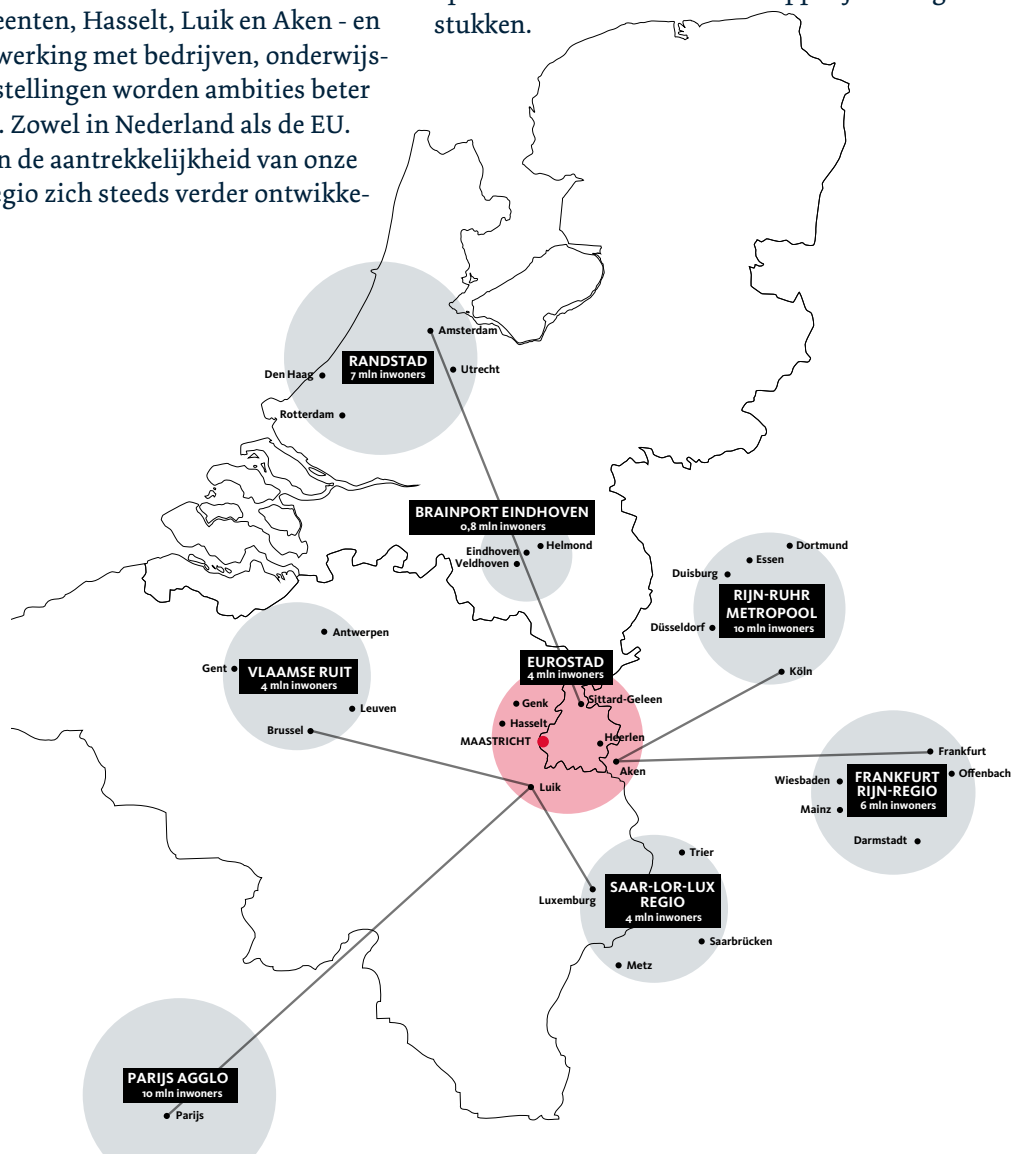 eenten, Hasselt, Luik en Aken - en
werking met bedrijven, onderwijs-
stellingen worden ambities beter
. Zowel in Nederland als de EU.
n de aantrekkelijkheid van onze
egio zich steeds verder ontwikke-
stukken.
Amsterdam
RANDSTAD
7 mln inwoners
Utrecht
Den Haag
Rotterdam
BRAINPORT EINDHOVEN
0,8 mln inwoners
Helmond
Eindhoven
Veldhoven
Dortmund
Essen
Duisburg
RIJN-RUHR
METROPOOL
10 mln inwoners
Düsseldorf
Köln
Antwerpen
Gent
VLAAMSE RUIT
4 mln inwoners
Leuven
Brussel
EUROSTAD
4 mln inwoners
Sittard-Geleen
Genk
Hasselt
MAASTRICHT
Heerlen
Aken
Luik
Frankfurt
Offenbach
Wiesbaden
FRANKFURT
RIJN-REGIO
6 mln inwoners
Mainz
Darmstadt
Trier
Luxemburg
SAAR-LOR-LUX
REGIO
4 mln inwoners
Saarbrücken
Metz
PARIJS AGGLO
10 mln inwoners
Parijs